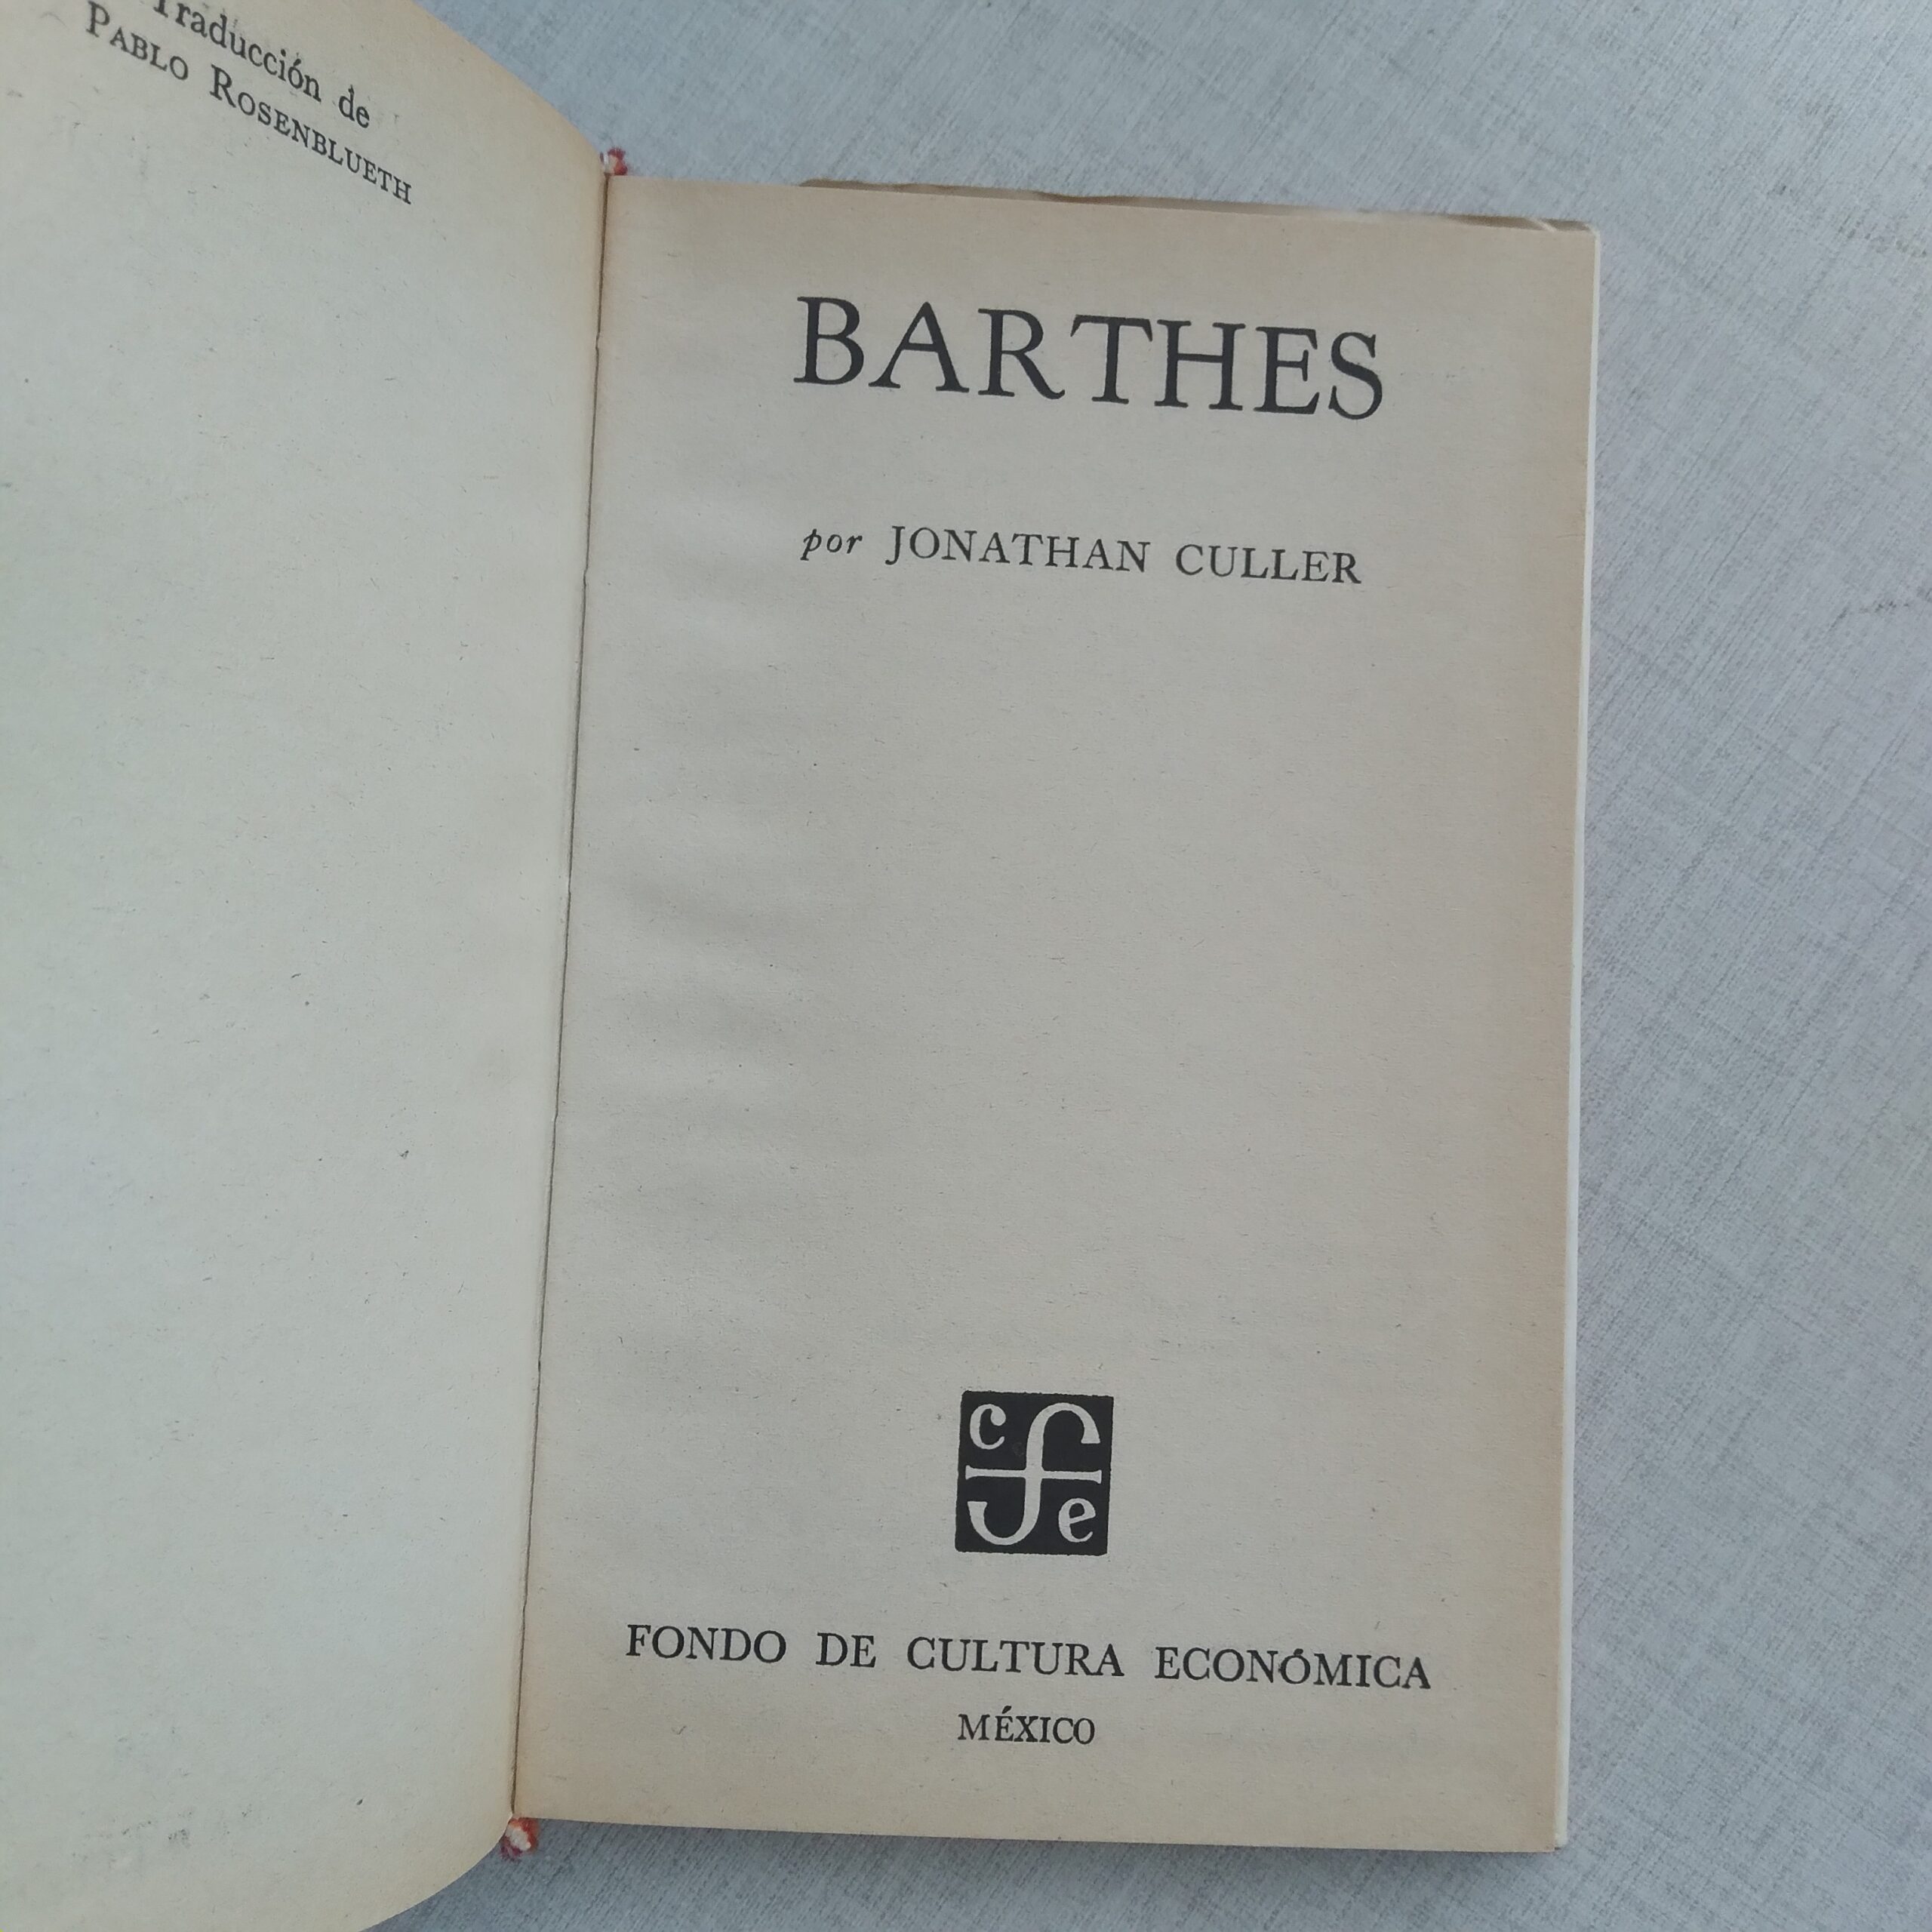 Traducción de
PABLO ROSENBLUETH
BARTHES
por JONATHAN CULLER
c f e
FONDO DE CULTURA ECONÓMICA
MÉXICO